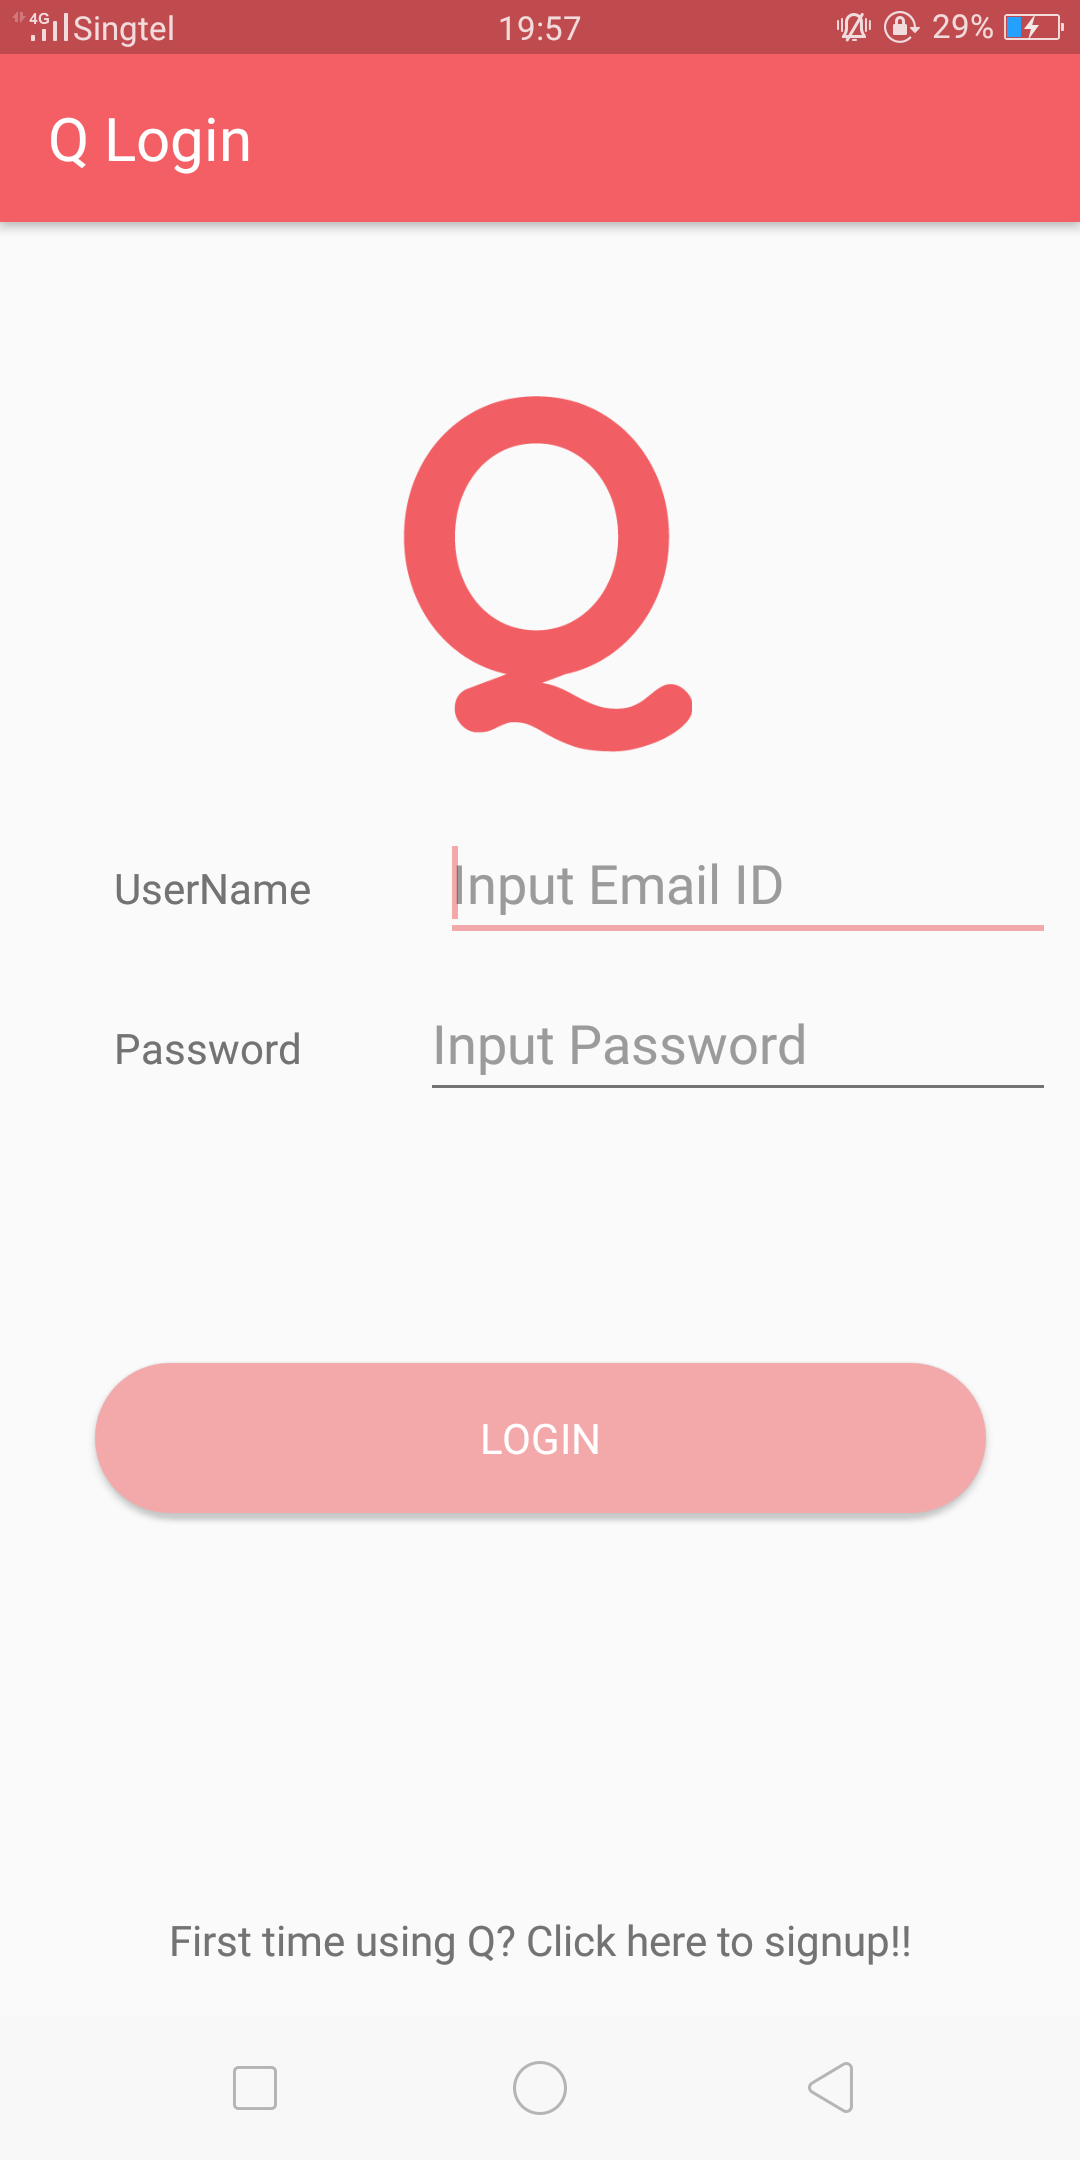 4G Singtel 19:57 29%
Q Login
Q
UserName Input Email ID
Password Input Password
LOGIN
First time using Q? Click here to signup!!